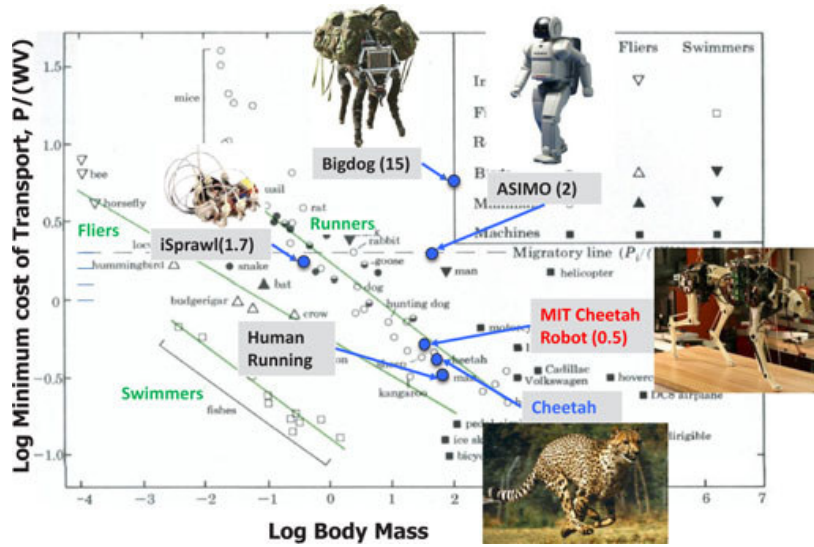 Log Minimum cost of Transport, P/(WV)
1.5
1.0
0.5
0
−0.5
−1.0
−4
−3
−2
−1
0
1
2
6
7
Log Body Mass
Fliers
Swimmers
Machines
Migratory line
mice
bee
horsefly
Fliers
hummingbird
snake
bat
budgerigar
crow
rat
Runners
rabbit
goose
dog
hunting dog
man
helicopter
Bigdog (15)
ASIMO (2)
iSprawl(1.7)
MIT Cheetah
Robot (0.5)
Human
Running
Cheetah
cheetah
kangaroo
Cadillac
Volkswagen
DC8 airplane
Swimmers
fishes